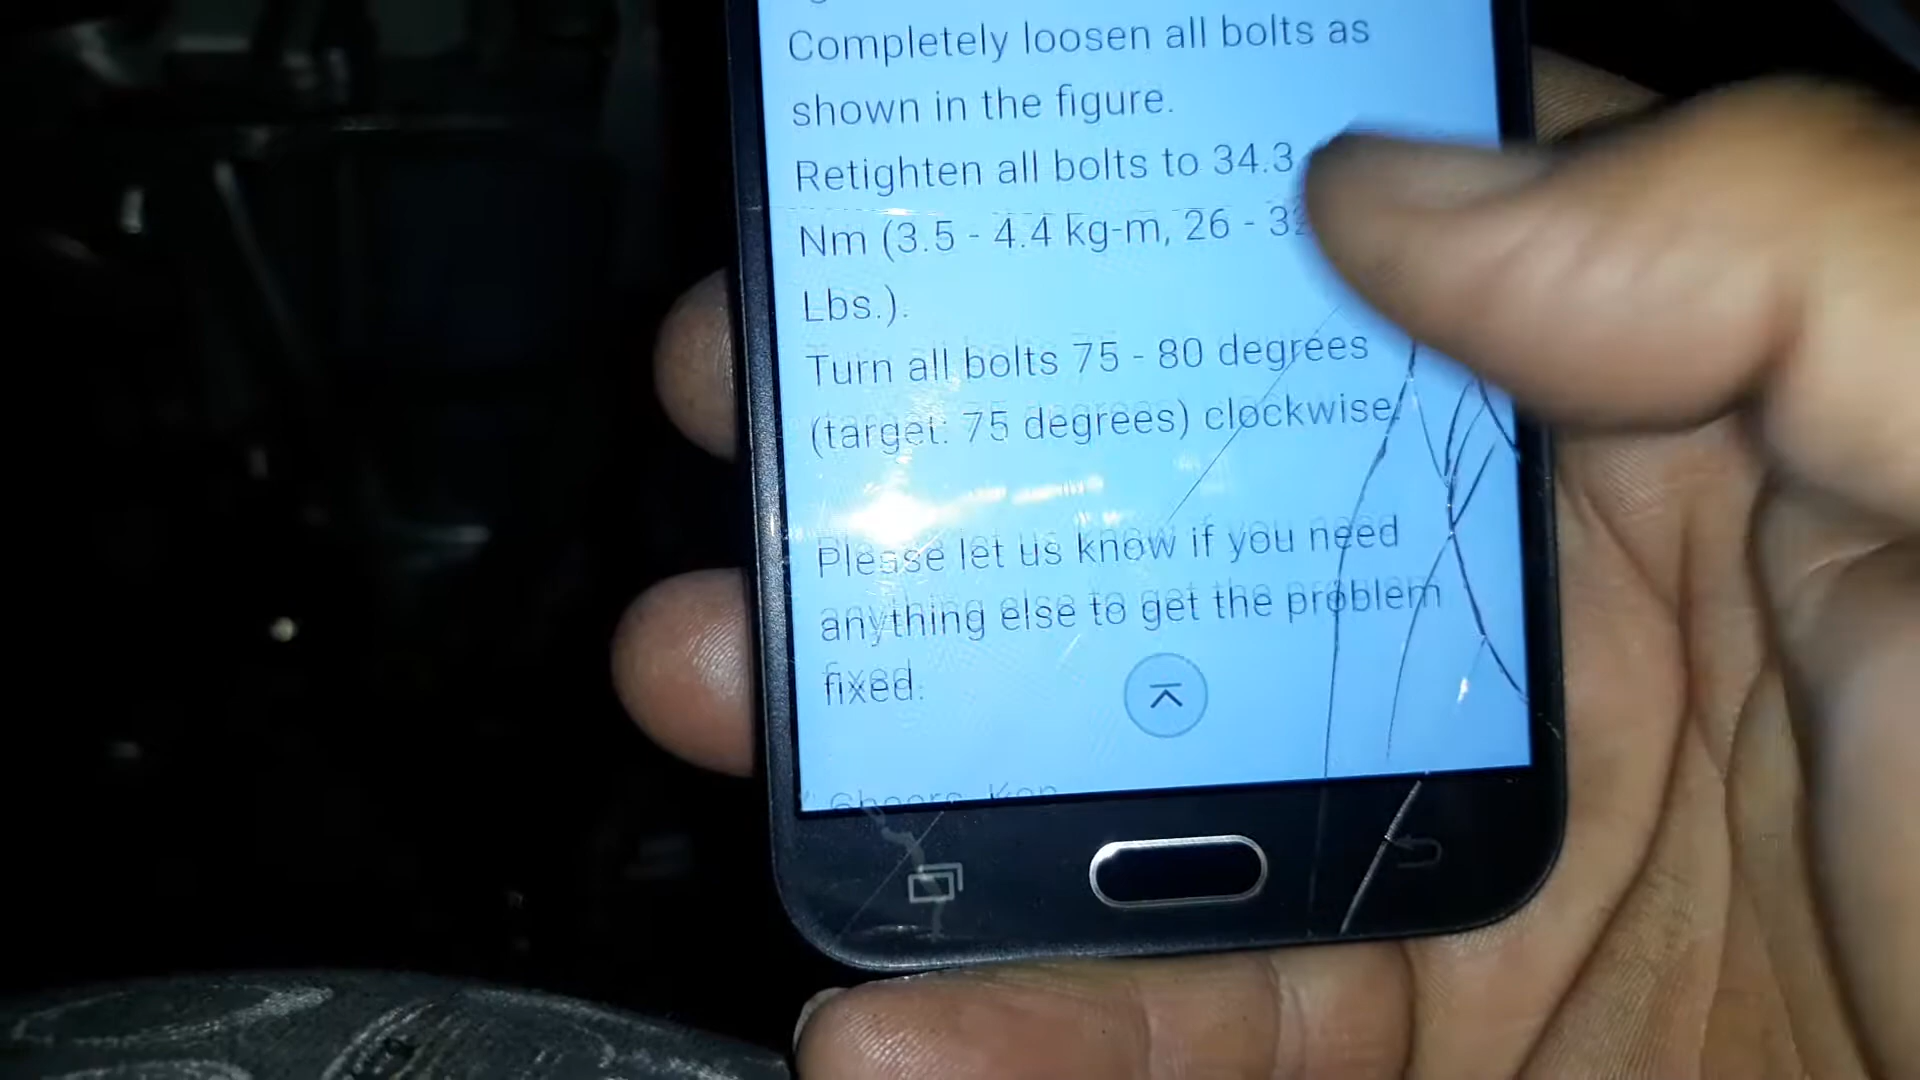 Completely loosen all bolts as
shown in the figure.
Retighten all bolts to 34.3
Nm (3.5 - 4.4 kg-m, 26 -
Lbs.).
Turn all bolts 75 - 80 degrees
(target: 75 degrees) clockwise.
Please let us know if you need
anything else to get the problem
fixed.